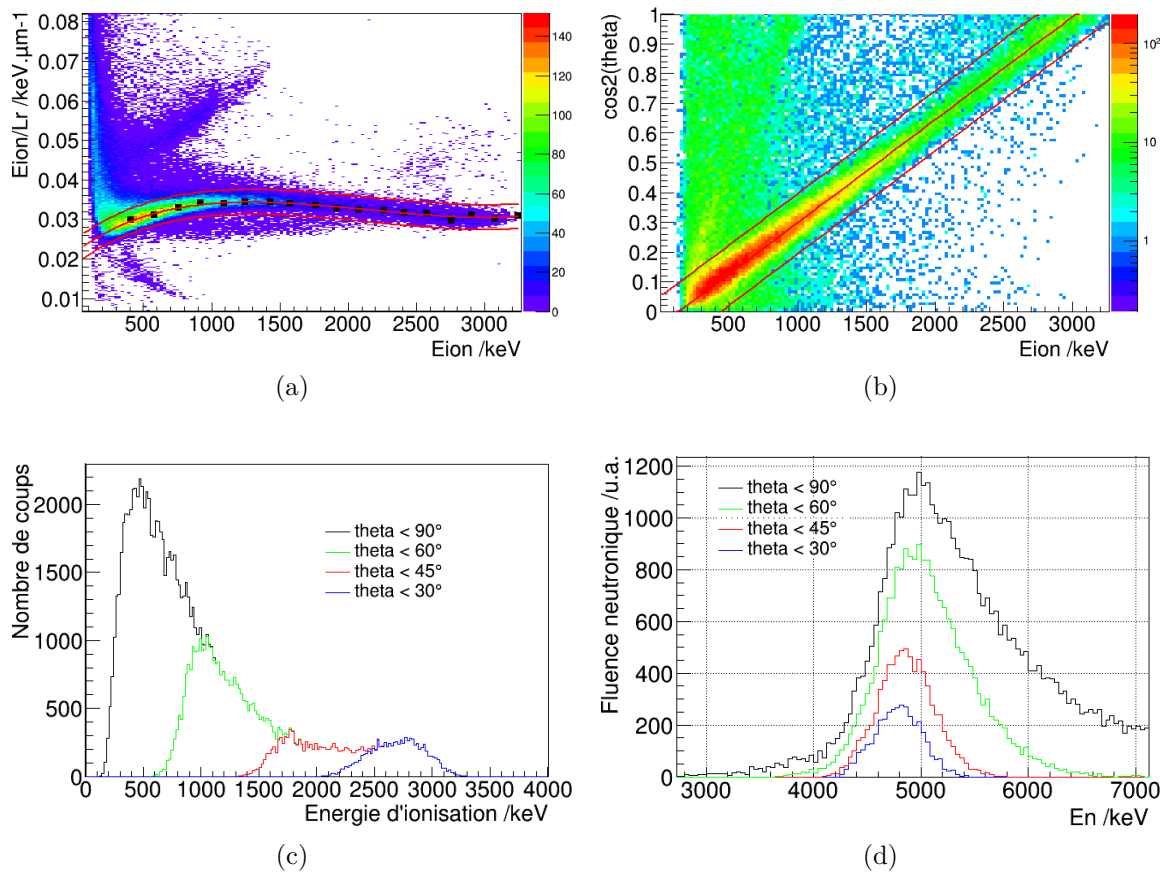 Eion/Lr /keV.µm-1
0.08
0.07
0.06
0.05
0.04
0.03
0.02
0.01
500 1000 1500 2000 2500 3000
Eion /keV
140
120
100
80
60
40
20
0
(a)
cos2(theta)
1
0.9
0.8
0.7
0.6
0.5
0.4
0.3
0.2
0.1
0
500 1000 1500 2000 2500 3000
Eion /keV
10²
10
1
(b)
Nombre de coups
2000
1500
1000
500
0
theta < 90°
theta < 60°
theta < 45°
theta < 30°
0 500 1000 1500 2000 2500 3000 3500 4000
Energie d'ionisation /keV
(c)
Fluence neutronique /u.a.
1200
1000
800
600
400
200
0
theta < 90°
theta < 60°
theta < 45°
theta < 30°
3000 4000 5000 6000 7000
En /keV
(d)